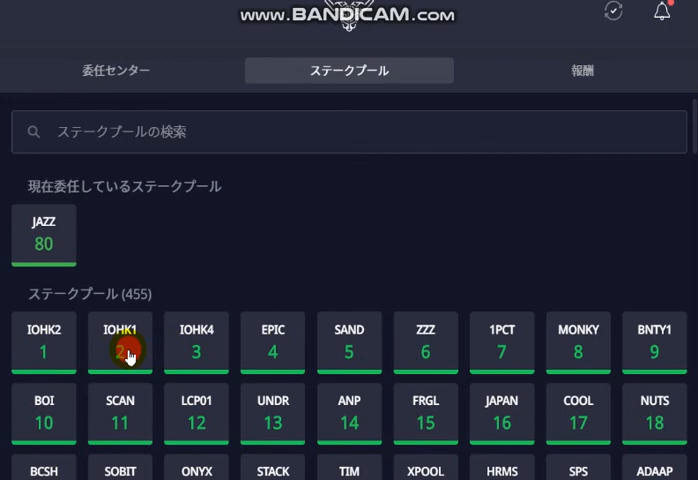 www.BANDICAM.com
委任センター ステークプール 報酬
ステークプールの検索
現在委任しているステークプール
JAZZ
80
ステークプール (455)
IOHK2 IOHK1 IOHK4 EPIC SAND ZZZ 1PCT MONKY BNTY1
1 2 3 4 5 6 7 8 9
BOI SCAN LCP01 UNDR ANP FRGL JAPAN COOL NUTS
10 11 12 13 14 15 16 17 18
BCSH SOBIT ONYX STACK TIM XPOOL HRMS SPS ADAAP